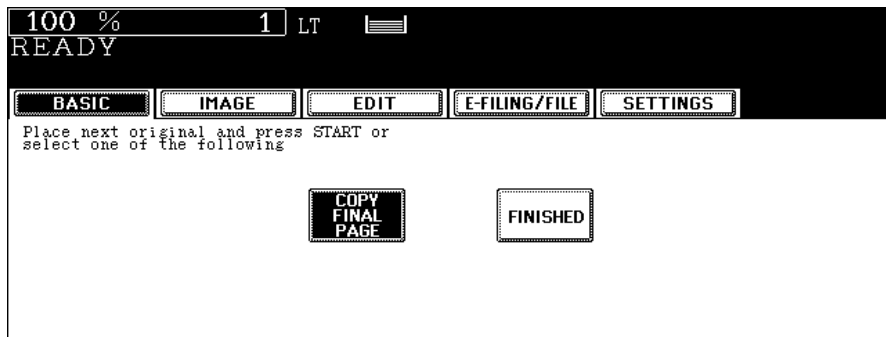 100 % 1 LT
READY
BASIC IMAGE EDIT E-FILING/FILE SETTINGS
Place next original and press START or
select one of the following
COPY
FINAL
PAGE
FINISHED